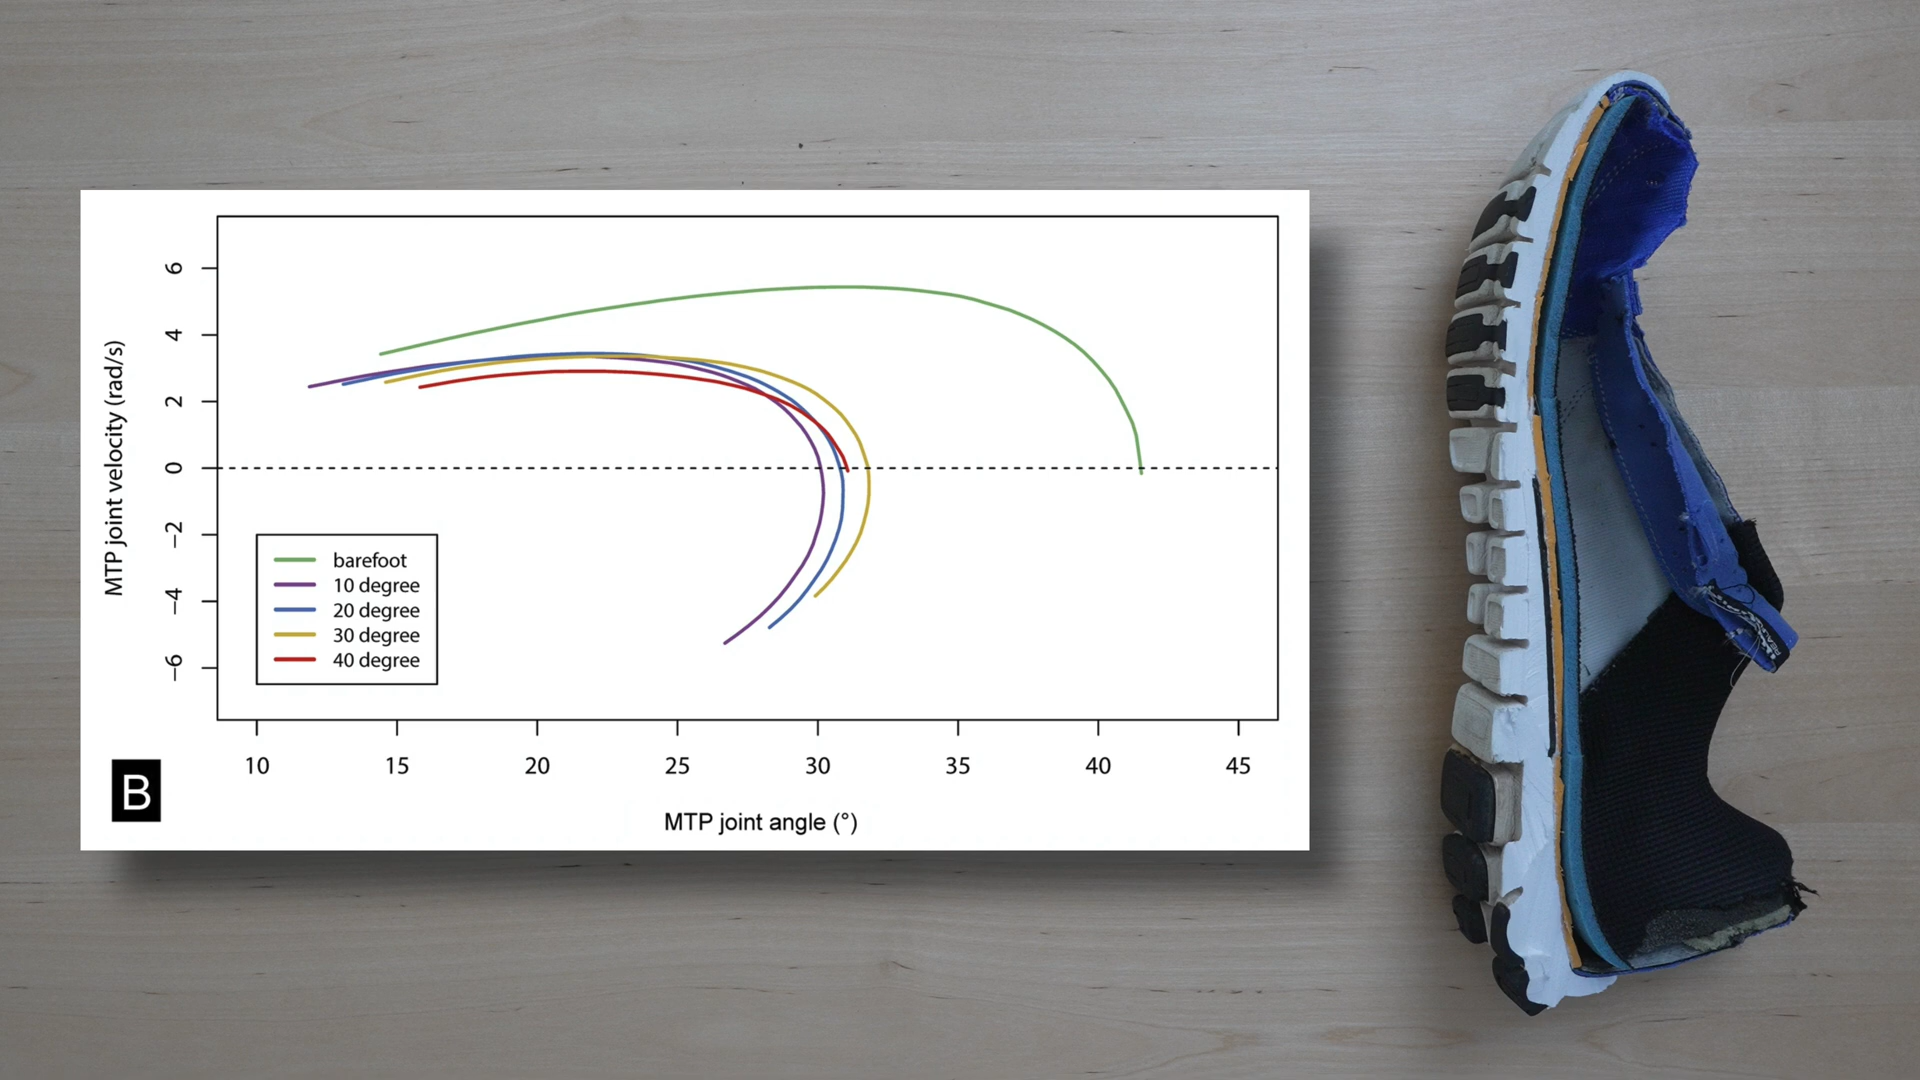 6
4
2
0
−2
−4
−6
MTP joint velocity (rad/s)
barefoot
10 degree
20 degree
30 degree
40 degree
10 15 20 25 30 35 40 45
MTP joint angle (°)
B